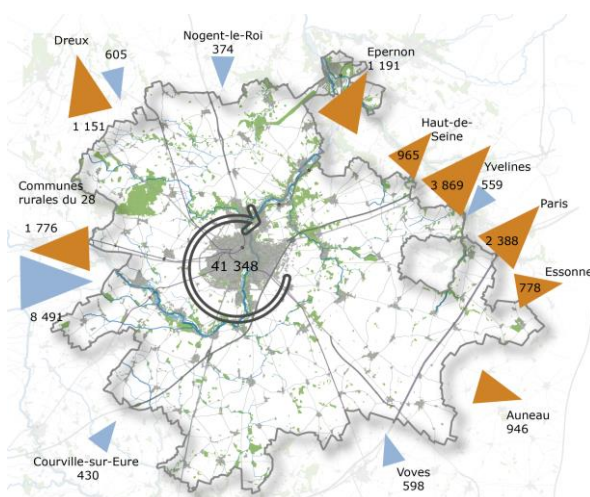 Nogent-le-Roi
374
Dreux
605
1 151
Epernon
1 191
Haut-de-
Seine
965
Yvelines
559
3 869
Paris
2 388
Essonne
778
Communes
rurales du 28
1 776
8 491
41 348
Auneau
946
Courville-sur-Eure
430
Voves
598